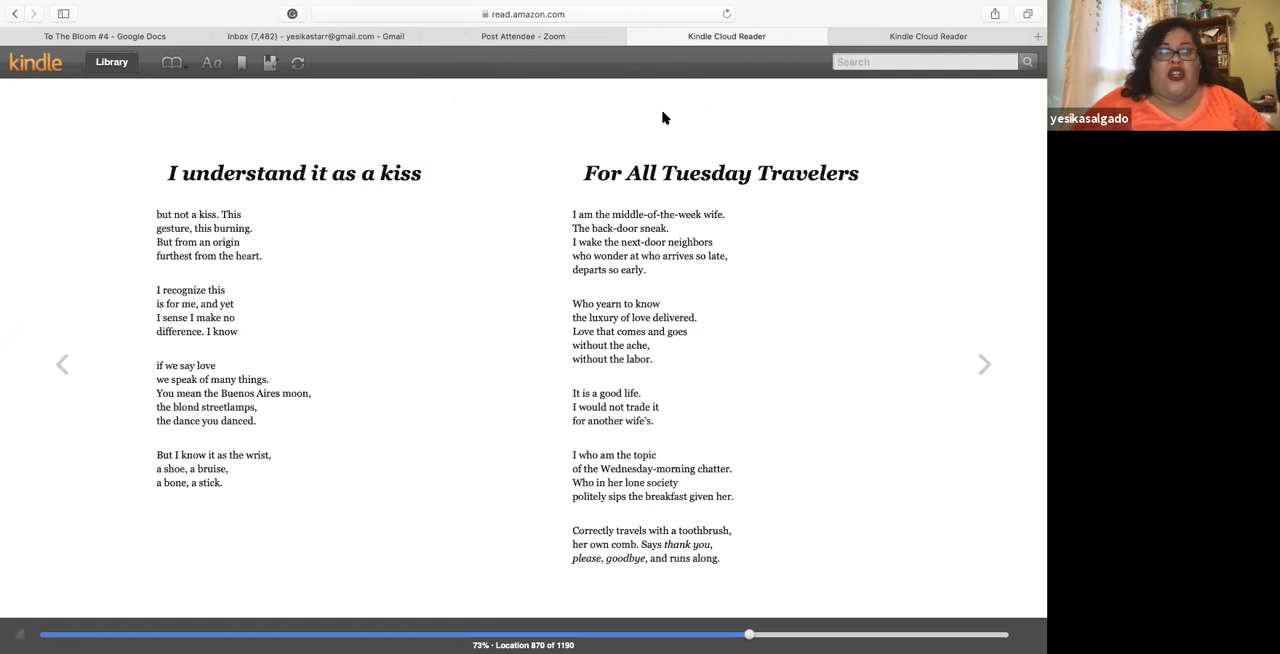 read.amazon.com
To The Bloom #4 - Google Docs
Inbox (7,482) - yesikastarr@gmail.com - Gmail
Post Attendee - Zoom
Kindle Cloud Reader
Kindle Cloud Reader
kindle
Library
Aa
Search
yesikasalgado
I understand it as a kiss
but not a kiss. This
gesture, this burning.
But from an origin
furthest from the heart.
I recognize this
is for me, and yet
I sense I make no
difference. I know
if we say love
we speak of many things.
You mean the Buenos Aires moon,
the blond streetlamps,
the dance you danced.
But I know it as the wrist,
a shoe, a bruise,
a bone, a stick.
For All Tuesday Travelers
I am the middle-of-the-week wife.
The back-door sneak.
I wake the next-door neighbors
who wonder at who arrives so late,
departs so early.
Who yearn to know
the luxury of love delivered.
Love that comes and goes
without the ache,
without the labor.
It is a good life.
I would not trade it
for another wife's.
I who am the topic
of the Wednesday-morning chatter.
Who in her lone society
politely sips the breakfast given her.
Correctly travels with a toothbrush,
her own comb. Says thank you,
please, goodbye, and runs along.
73% · Location 870 of 1190